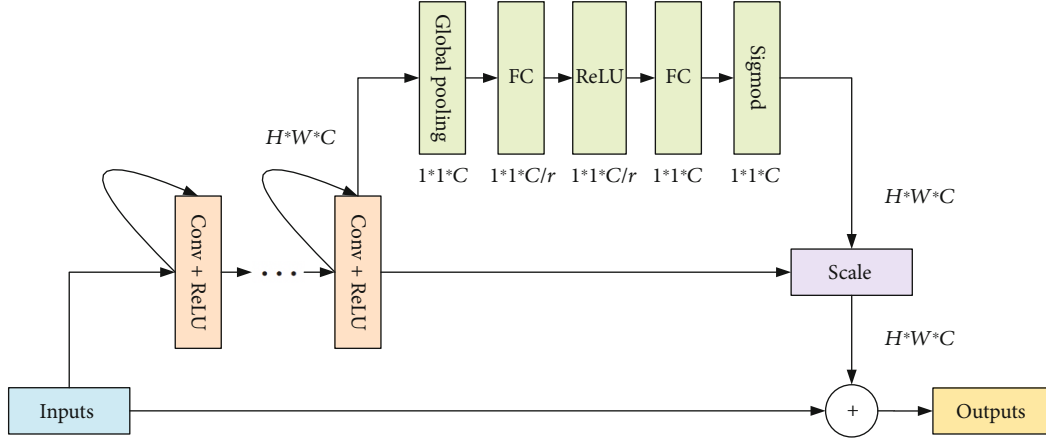 Global pooling
FC
ReLU
FC
Sigmod
H*W*C
1*1*C
1*1*C/r
1*1*C/r
1*1*C
1*1*C
H*W*C
Conv + ReLU
• • •
Conv + ReLU
Scale
H*W*C
Inputs
+
Outputs